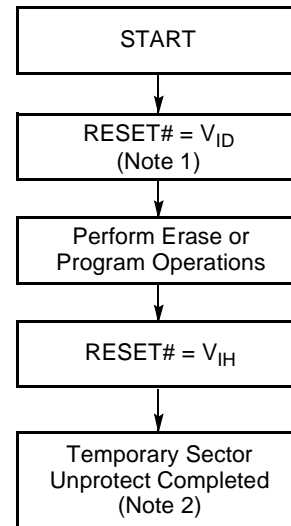 START
RESET# = VID
(Note 1)
Perform Erase or
Program Operations
RESET# = VIH
Temporary Sector
Unprotect Completed
(Note 2)